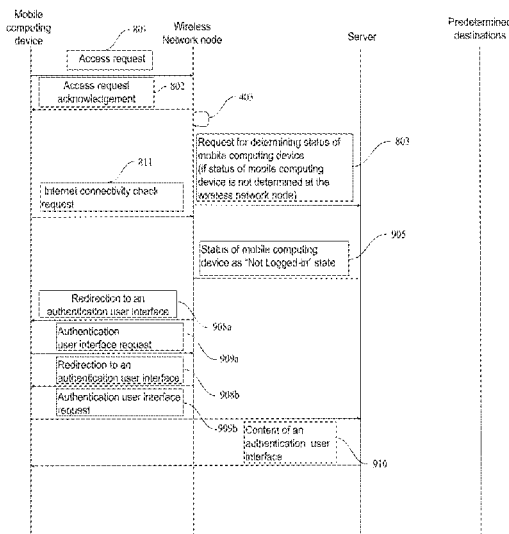 Mobile
computing
device
Wireless
Network node
Server
Predetermined
destinations
801
Access request
Access request
acknowledgement
802
403
Request for determining status of
mobile computing device
(if status of mobile computing
device is not determined at the
wireless network node)
803
811
Internet connectivity check
request
905
Status of mobile computing
device as "Not Logged-in" state
Redirection to an
authentication user interface
908a
Authentication
user interface request
909a
Redirection to an
authentication user interface
908b
Authentication user interface
request
909b
Content of an
authentication user
interface
910